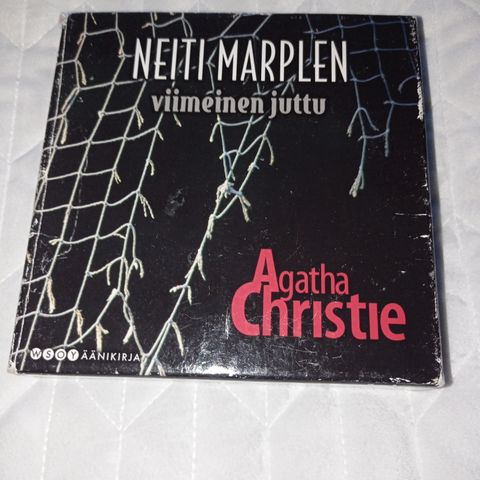 NEITI MARPLEN
viimeinen juttu
Agatha
Christie
WSOY ÄÄNIKIRJA